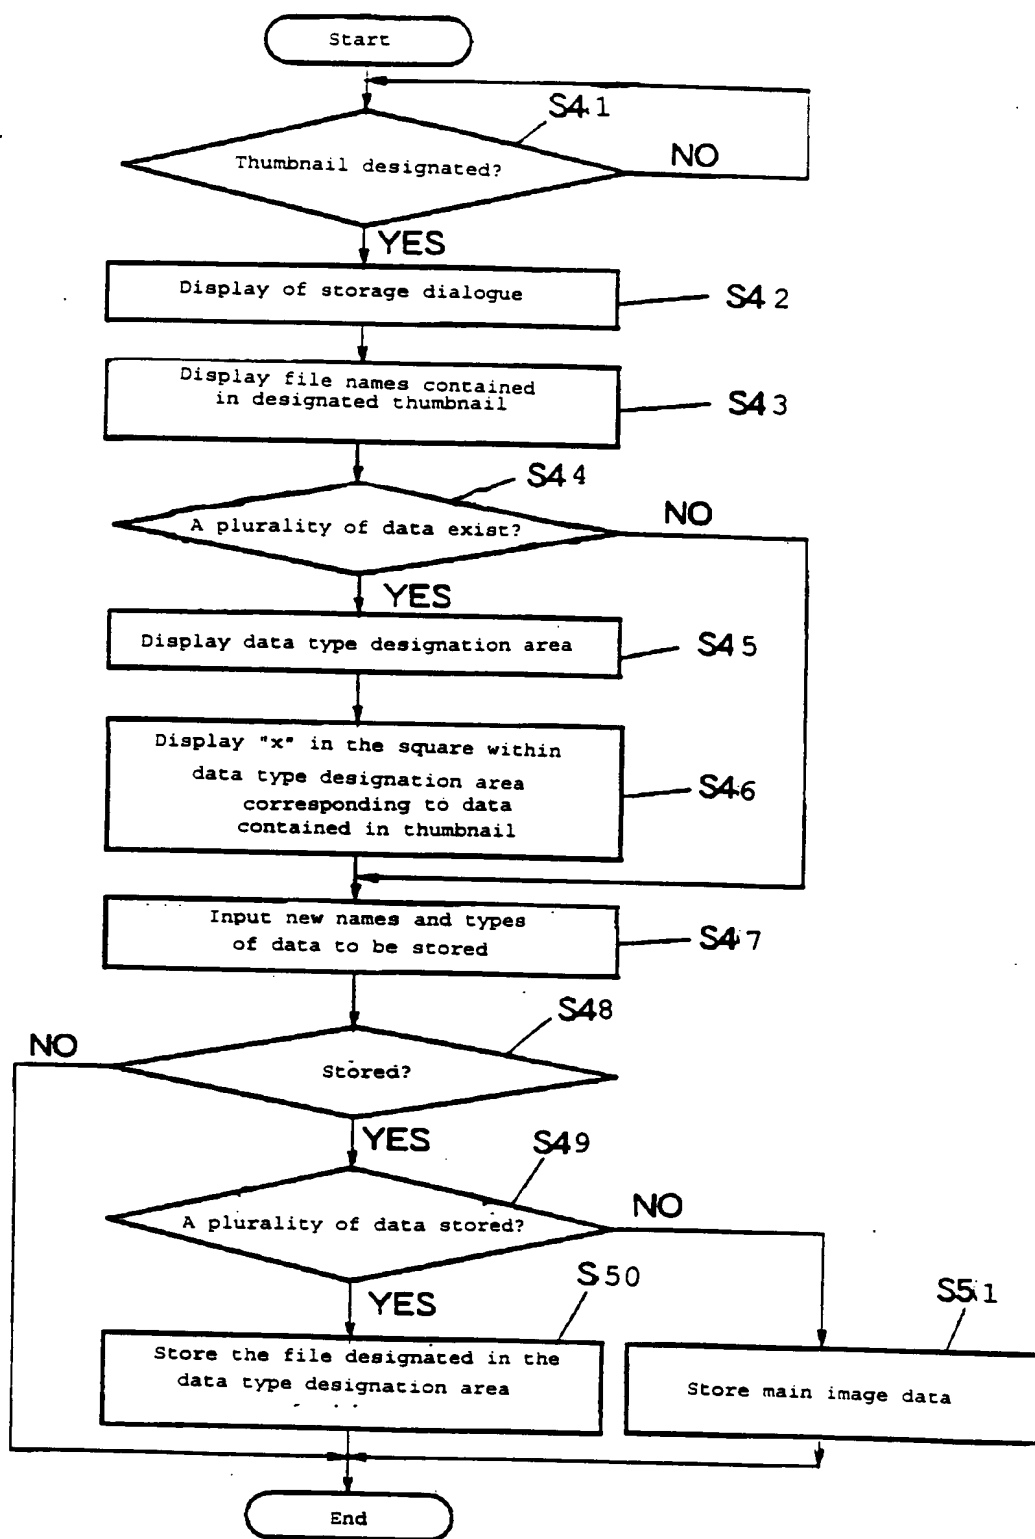 Start
S41
Thumbnail designated?
NO
YES
Display of storage dialogue
S42
Display file names contained
in designated thumbnail
S43
S44
A plurality of data exist?
NO
YES
Display data type designation area
S45
Display "x" in the square within
data type designation area
corresponding to data
contained in thumbnail
S46
Input new names and types
of data to be stored
S47
S48
NO
Stored?
YES
S49
A plurality of data stored?
NO
YES
S50
S51
Store the file designated in the
data type designation area
Store main image data
End